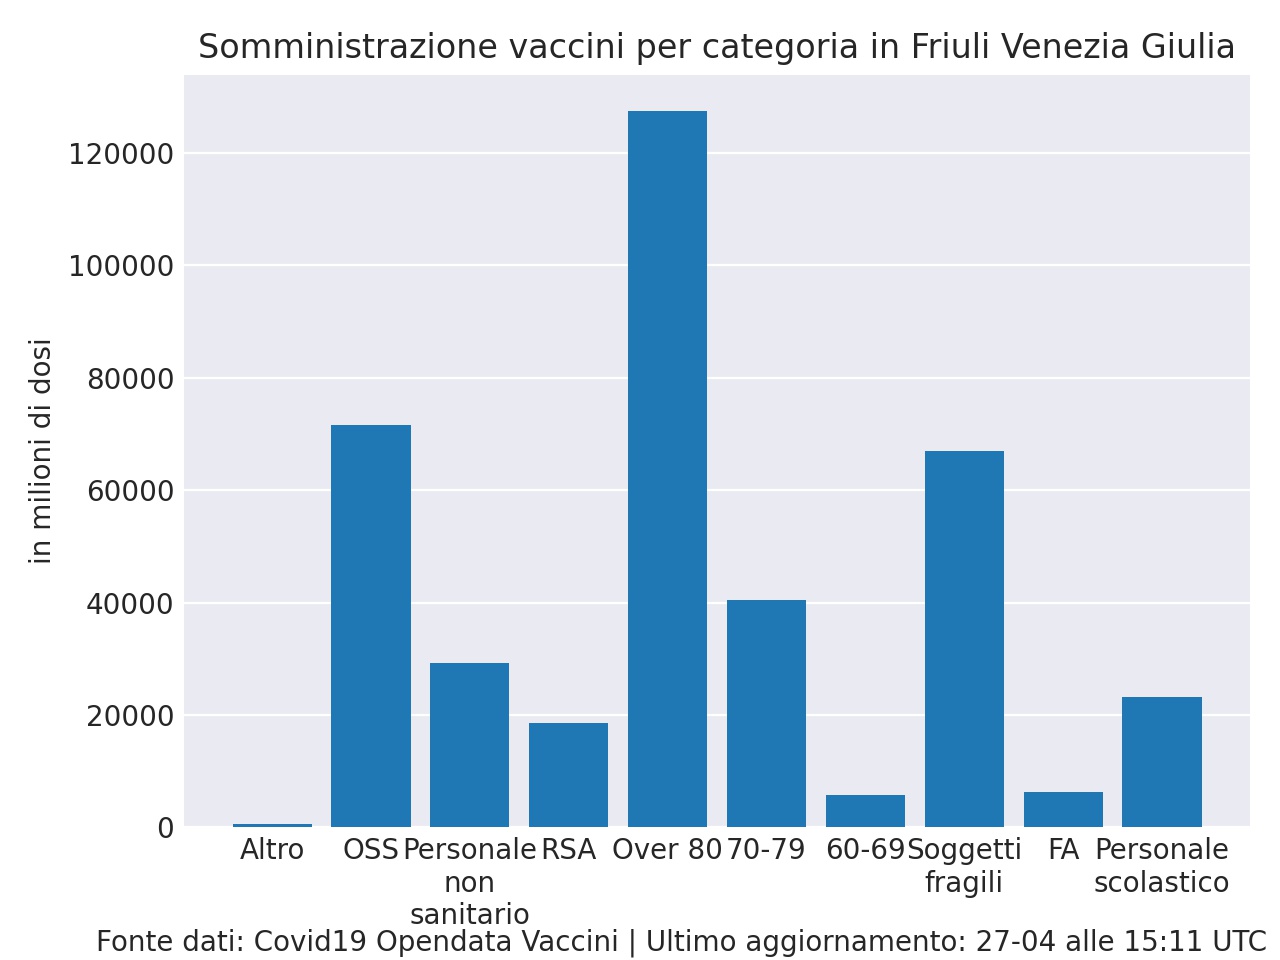 Somministrazione vaccini per categoria in Friuli Venezia Giulia
in milioni di dosi
120000
100000
80000
60000
40000
20000
0
Altro
OSS
Personale
non
sanitario
RSA
Over 80
70-79
60-69
Soggetti
fragili
FA
Personale
scolastico
Fonte dati: Covid19 Opendata Vaccini | Ultimo aggiornamento: 27-04 alle 15:11 UTC